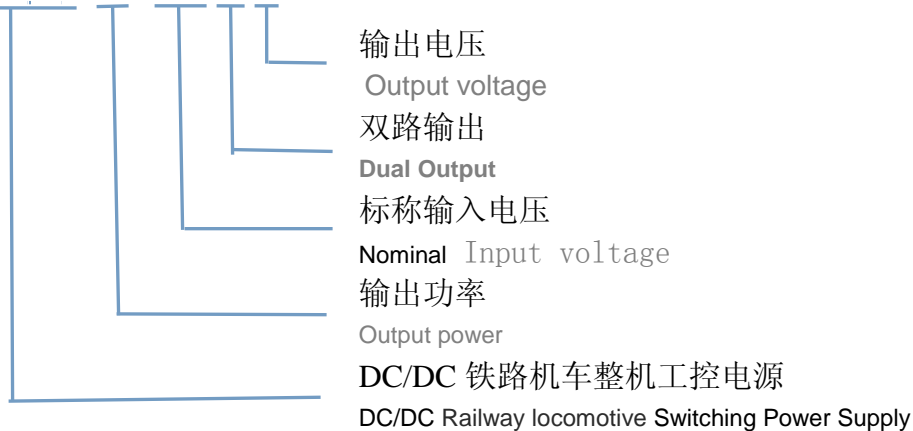 输出电压
Output voltage
双路输出
Dual Output
标称输入电压
Nominal Input voltage
输出功率
Output power
DC/DC 铁路机车整机工控电源
DC/DC Railway locomotive Switching Power Supply